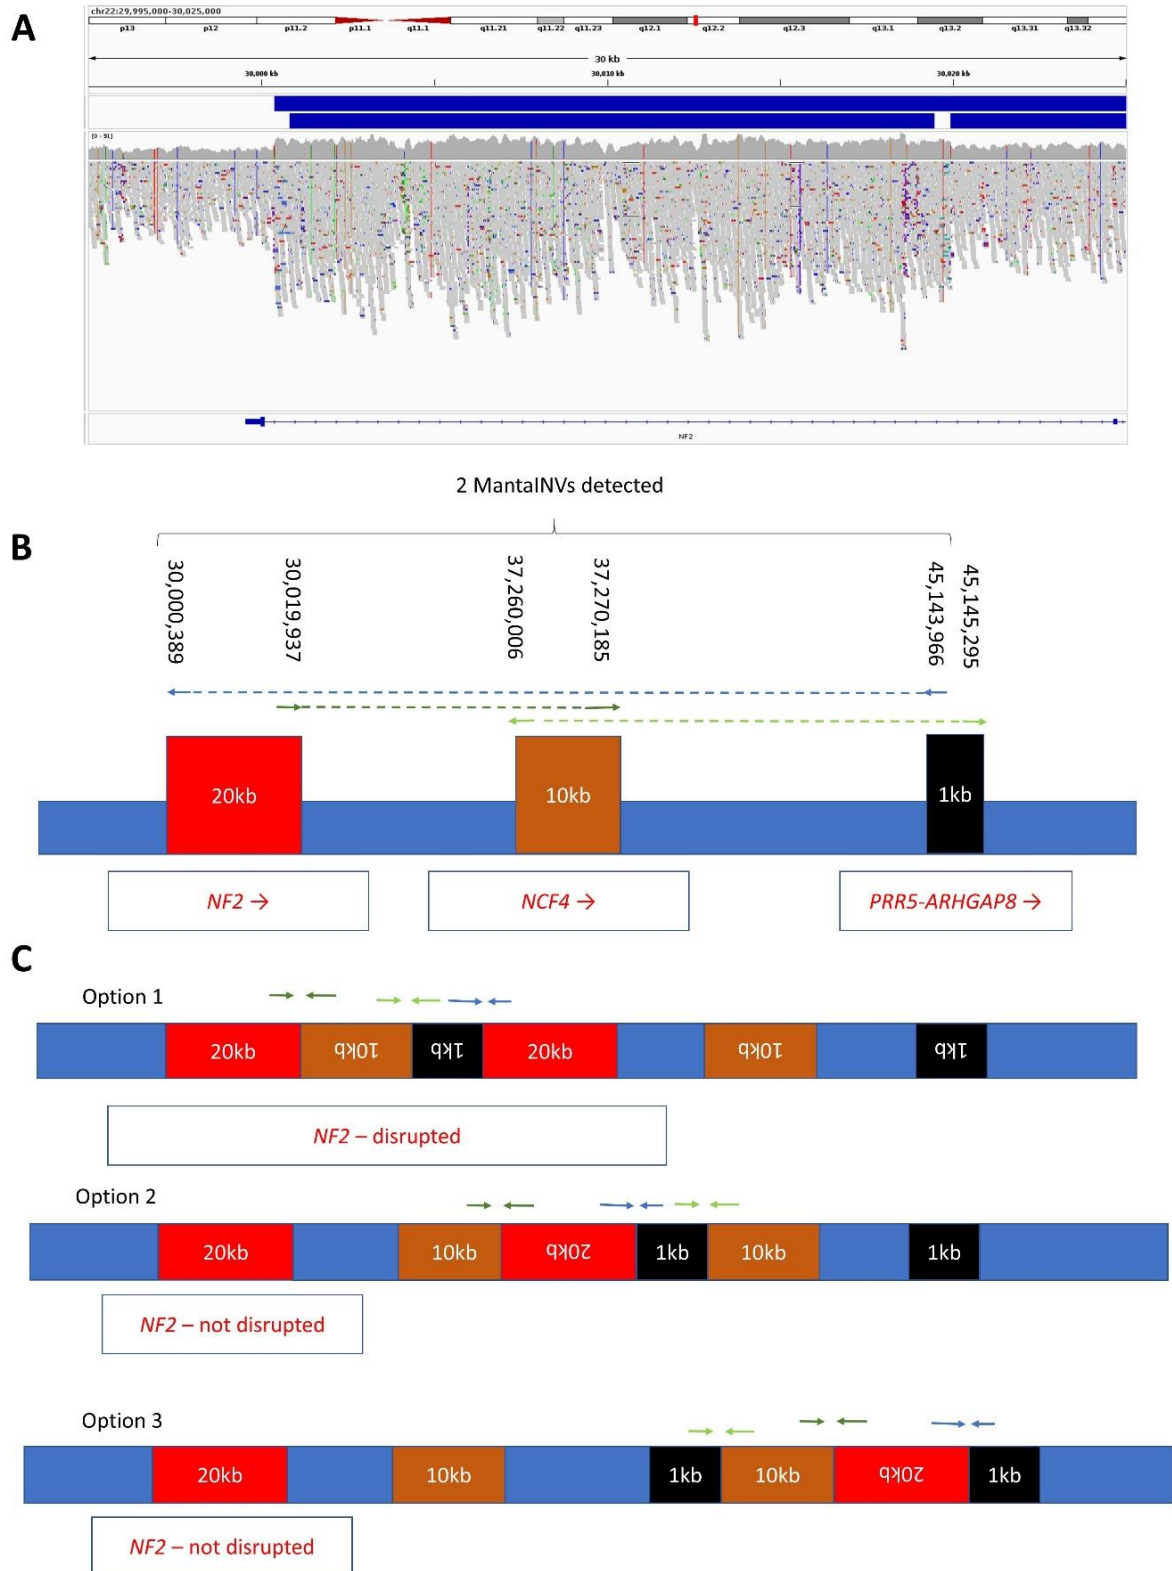 A
chr22:29,995,000-30,025,000
p13 p12 p11.2 p11.1 q11.1 q11.21 q11.22 q11.23 q12.1 q12.2 q12.3 q13.1 q13.2 q13.31 q13.32
30 kb
30,000 kb 30,010 kb 30,020 kb
[0 - 91]
NF2
2 MantaINVs detected
B
30,000,389 30,019,937 37,260,006 37,270,185 45,143,966 45,145,295
20kb 10kb 1kb
NF2 → NCF4 → PRR5-ARHGAP8 →
C
Option 1
20kb 10kb 1kb 20kb 10kb 1kb
NF2 – disrupted
Option 2
20kb 10kb 20kb 1kb 10kb 1kb
NF2 – not disrupted
Option 3
20kb 10kb 1kb 10kb 20kb 1kb
NF2 – not disrupted